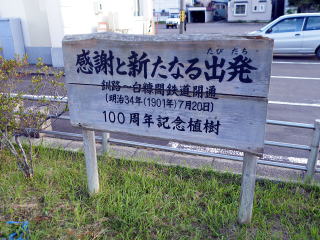 感謝と新たなる出発
たびだち
釧路〜白糠間鉄道開通
(明治34年(1901年)7月20日)
100周年記念植樹